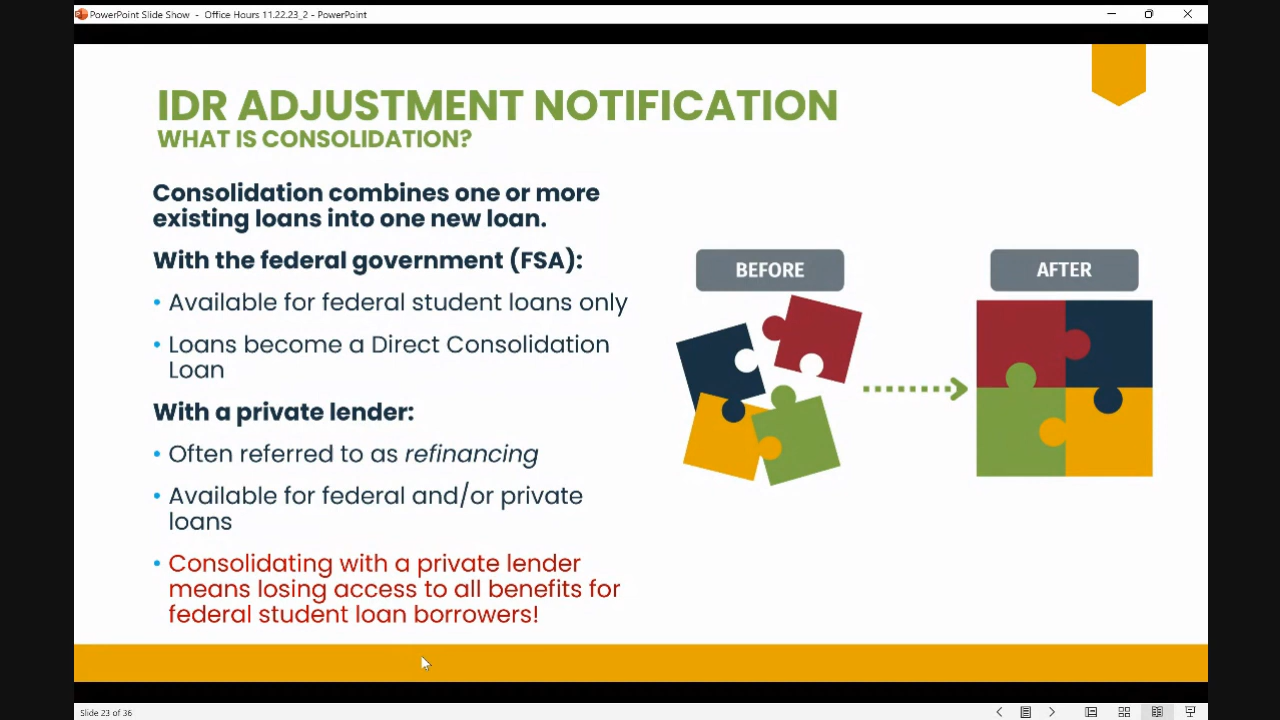 PowerPoint Slide Show - Office Hours 11.22.23_2 - PowerPoint
IDR ADJUSTMENT NOTIFICATION
WHAT IS CONSOLIDATION?
Consolidation combines one or more
existing loans into one new loan.
With the federal government (FSA):
• Available for federal student loans only
• Loans become a Direct Consolidation
Loan
With a private lender:
• Often referred to as refinancing
• Available for federal and/or private
loans
• Consolidating with a private lender
means losing access to all benefits for
federal student loan borrowers!
BEFORE
AFTER
Slide 23 of 36